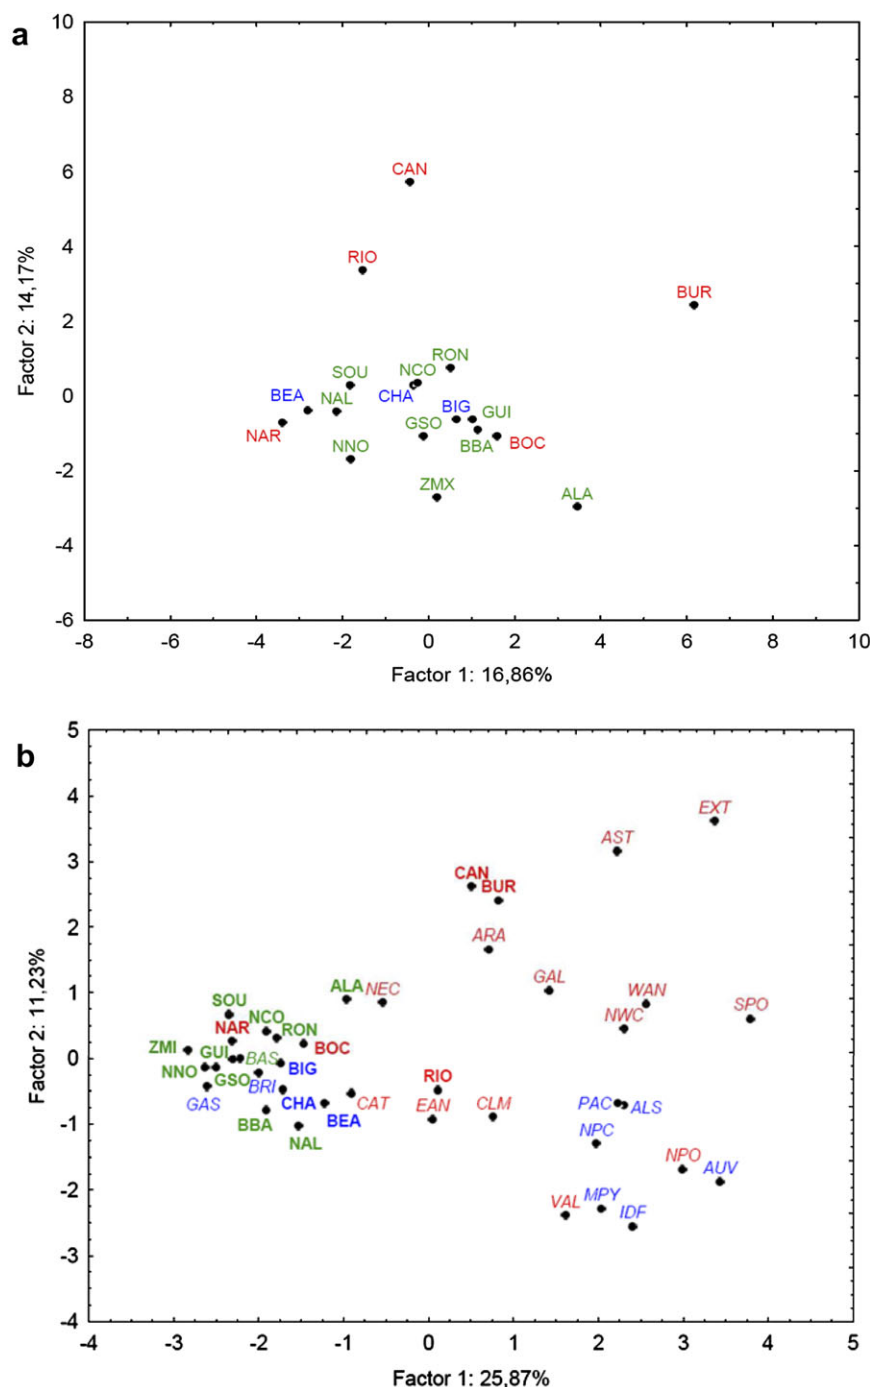 a
10
8
CAN
6
RIO
4
BUR
2
RON
SOU
NCO
0
BEA
NAL
CHA
BIG
GUI
GSO
NAR
NNO
BBA
BOC
-2
ZMX
ALA
-4
-6
-8 -6 -4 -2 0 2 4 6 8 10
Factor 2: 14,17%
Factor 1: 16,86%
b
5
4
EXT
AST
3
CAN
BUR
2
ARA
GAL
WAN
1
ALA
NEC
SPO
SOU
NCO
NWC
NAR
RON
ZMI
GUI
BAS
BOC
0
BIG
NNO
GSO
BRI
RIO
GAS
CHA
CAT
EAN
CLM
PAC
ALS
BBA
BEA
-1
NAL
NPC
NPO
AUV
-2
VAL
MPY
IDF
-3
-4
-4 -3 -2 -1 0 1 2 3 4 5
Factor 2: 11,23%
Factor 1: 25,87%